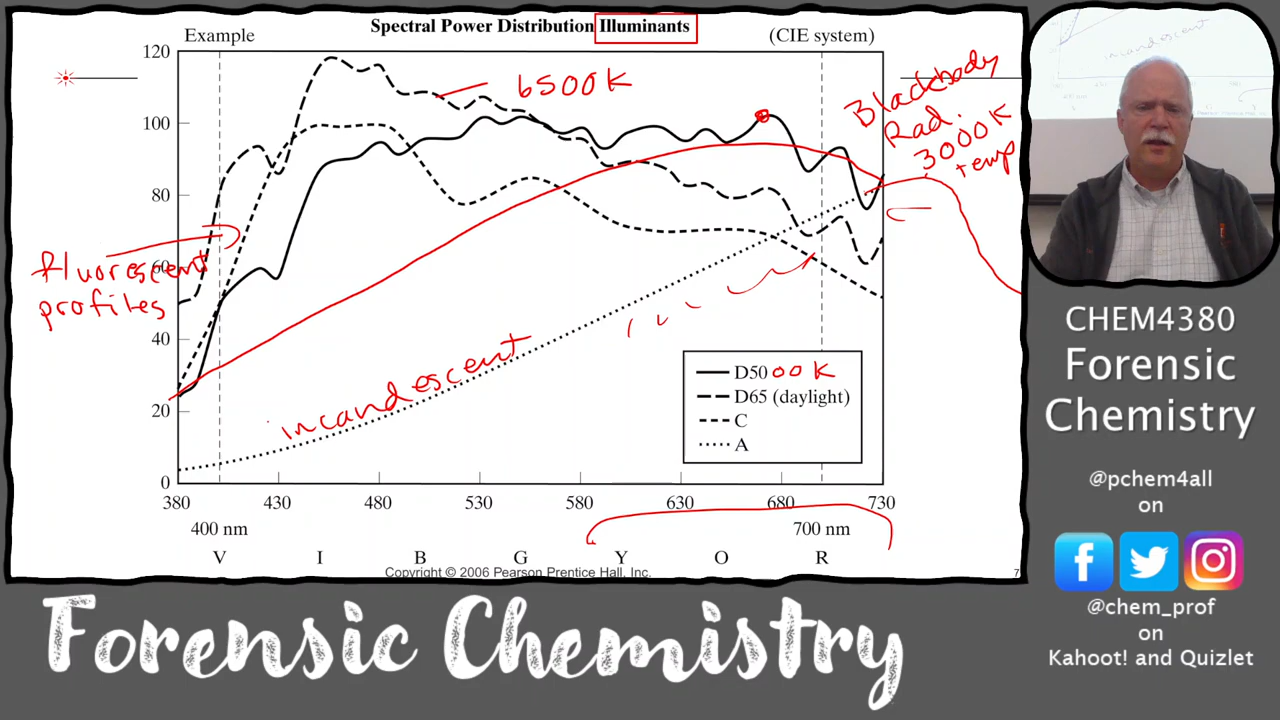 Spectral Power Distribution Illuminants
Example
(CIE system)
120
100
80
60
40
20
0
6500K
Blackbody
Rad.
3000K
temp
fluorescent
profiles
incandescent
D5000K
D65 (daylight)
C
A
380 430 480 530 580 630 680 730
400 nm 700 nm
V I B G Y O R
Copyright © 2006 Pearson Prentice Hall, Inc.
7
CHEM4380
Forensic
Chemistry
@pchem4all
on
@chem_prof
on
Kahoot! and Quizlet
Forensic Chemistry